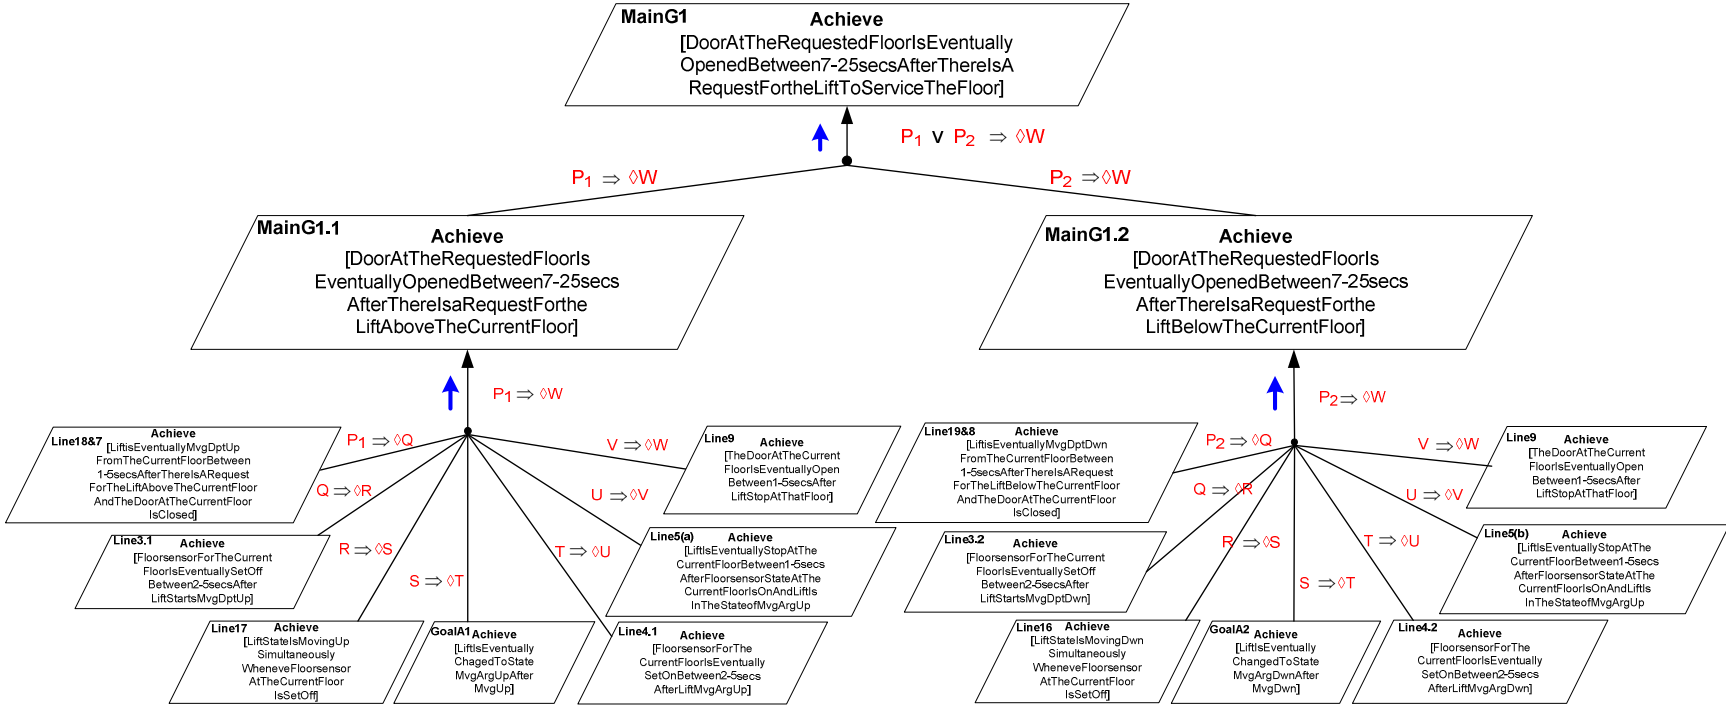 MainG1
Achieve
[DoorAtTheRequestedFloorIsEventually
OpenedBetween7-25secsAfterThereIsA
RequestFortheLiftToServiceTheFloor]
P1 V P2 ⇒ ◊W
P1 ⇒ ◊W
P2 ⇒◊W
MainG1.1
Achieve
[DoorAtTheRequestedFloorIs
EventuallyOpenedBetween7-25secs
AfterThereIsaRequestForthe
LiftAboveTheCurrentFloor]
MainG1.2
Achieve
[DoorAtTheRequestedFloorIs
EventuallyOpenedBetween7-25secs
AfterThereIsaRequestForthe
LiftBelowTheCurrentFloor]
P1 ⇒ ◊W
P2 ⇒ ◊W
Line18&7
Achieve
[LiftisEventuallyMvgDptUp
FromTheCurrentFloorBetween
1-5secsAfterThereIsARequest
ForTheLiftAboveTheCurrentFloor
AndTheDoorAtTheCurrentFloor
IsClosed]
P1 ⇒ ◊Q
Q ⇒ ◊R
R ⇒ ◊S
S ⇒ ◊T
T ⇒ ◊U
U ⇒ ◊V
V ⇒ ◊W
Line9
Achieve
[TheDoorAtTheCurrent
FloorIsEventuallyOpen
Between1-5secsAfter
LiftStopAtThatFloor]
Line3.1
Achieve
[FloorsensorForTheCurrent
FloorIsEventuallySetOff
Between2-5secsAfter
LiftStartsMvgDptUp]
Line5(a)
Achieve
[LiftIsEventuallyStopAtThe
CurrentFloorBetween1-5secs
AfterFloorsensorStateAtThe
CurrentFloorIsOnAndLiftIs
InTheStateofMvgArgUp
Line17
Achieve
[LiftStateIsMovingUp
Simultaneously
WheneveFloorsensor
AtTheCurrentFloor
IsSetOff]
GoalA1
Achieve
[LiftIsEventually
ChagedToState
MvgArgUpAfter
MvgUp]
Line4.1
Achieve
[FloorsensorForThe
CurrentFloorIsEventually
SetOnBetween2-5secs
AfterLiftMvgArgUp]
Line19&8
Achieve
[LiftisEventuallyMvgDptDwn
FromTheCurrentFloorBetween
1-5secsAfterThereIsARequest
ForTheLiftBelowTheCurrentFloor
AndTheDoorAtTheCurrentFloor
IsClosed]
P2 ⇒ ◊Q
Q ⇒ ◊R
R ⇒ ◊S
S ⇒ ◊T
T ⇒ ◊U
U ⇒ ◊V
V ⇒ ◊W
Line9
Achieve
[TheDoorAtTheCurrent
FloorIsEventuallyOpen
Between1-5secsAfter
LiftStopAtThatFloor]
Line3.2
Achieve
[FloorsensorForTheCurrent
FloorIsEventuallySetOff
Between2-5secsAfter
LiftStartsMvgDptDwn]
Line5(b)
Achieve
[LiftIsEventuallyStopAtThe
CurrentFloorBetween1-5secs
AfterFloorsensorStateAtThe
CurrentFloorIsOnAndLiftIs
InTheStateofMvgArgUp
Line16
Achieve
[LiftStateIsMovingDwn
Simultaneously
WheneveFloorsensor
AtTheCurrentFloor
IsSetOff]
GoalA2
Achieve
[LiftIsEventually
ChangedToState
MvgArgDwnAfter
MvgDwn]
Line4.2
Achieve
[FloorsensorForThe
CurrentFloorIsEventually
SetOnBetween2-5secs
AfterLiftMvgArgDwn]